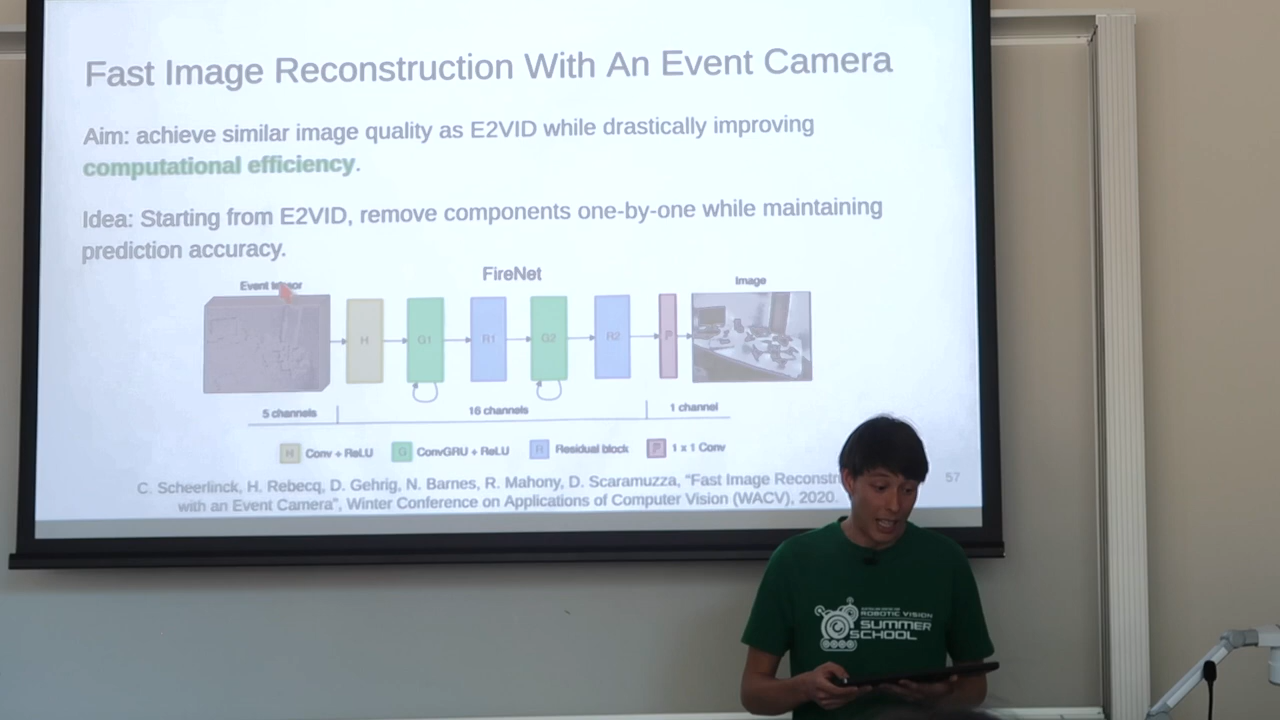 Fast Image Reconstruction With An Event Camera
Aim: achieve similar image quality as E2VID while drastically improving
computational efficiency.
Idea: Starting from E2VID, remove components one-by-one while maintaining
prediction accuracy.
FireNet
Event
Image
H
G1
R1
G2
R2
P
5 channels
16 channels
1 channel
H Conv + ReLU
G ConvGRU + ReLU
R Residual block
P 1 x 1 Conv
C. Scheerlinck, H. Rebecq, D. Gehrig, N. Barnes, R. Mahony, D. Scaramuzza, “Fast Image Reconstr
with an Event Camera”, Winter Conference on Applications of Computer Vision (WACV), 2020.
57
ROBOTIC VISION
SUMMER
SCHOOL